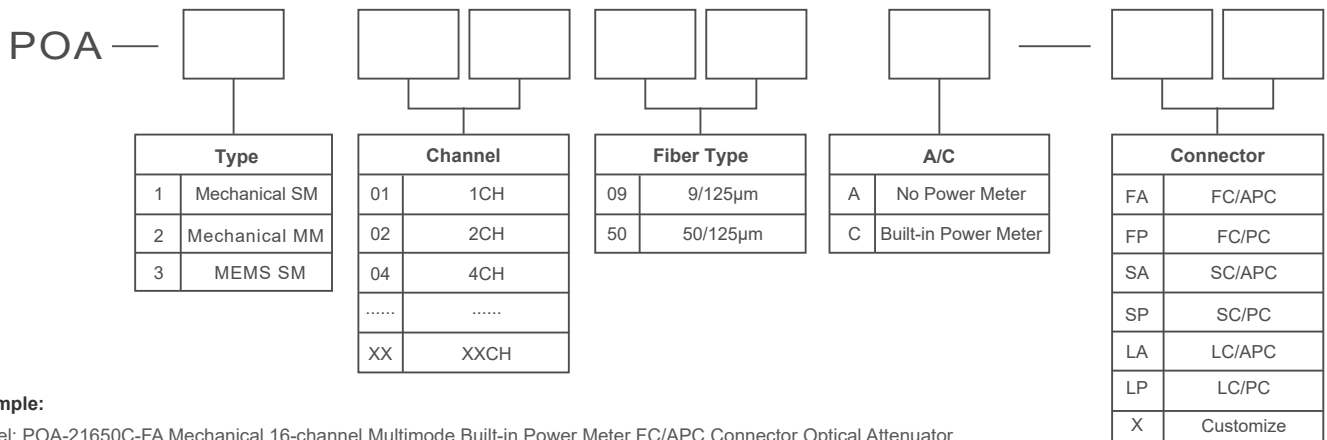 POA —
Type
1 Mechanical SM
2 Mechanical MM
3 MEMS SM
Channel
01 1CH
02 2CH
04 4CH
...... ......
XX XXCH
Fiber Type
09 9/125μm
50 50/125μm
A/C
A No Power Meter
C Built-in Power Meter
—
Connector
FA FC/APC
FP FC/PC
SA SC/APC
SP SC/PC
LA LC/APC
LP LC/PC
X Customize
mple:
el: POA-21650C-FA Mechanical 16-channel Multimode Built-in Power Meter FC/APC Connector Optical Attenuator